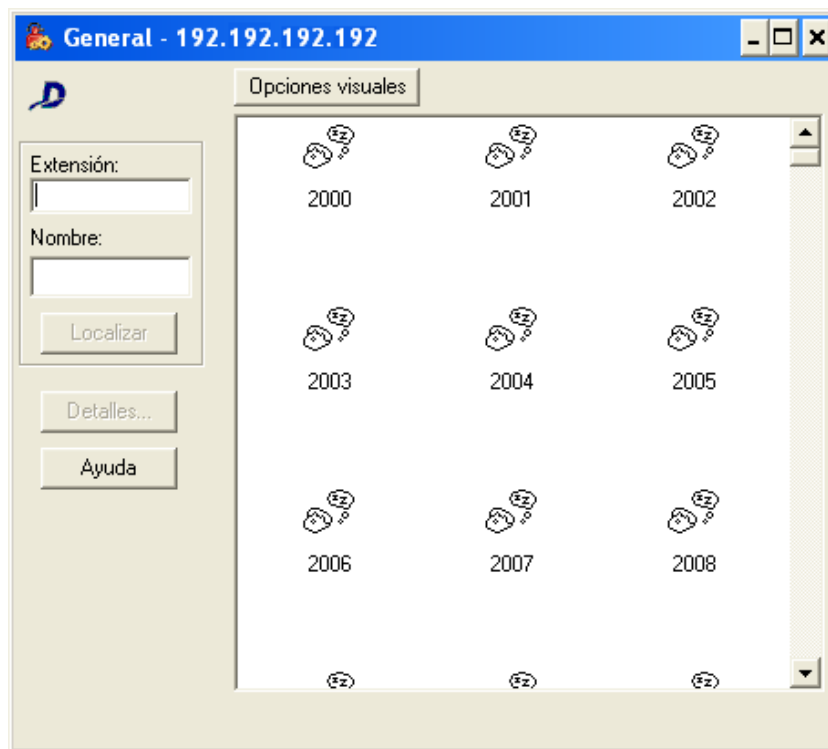 General - 192.192.192.192
Opciones visuales
Extensión:
Nombre:
Localizar
Detalles...
Ayuda
2000 2001 2002
2003 2004 2005
2006 2007 2008